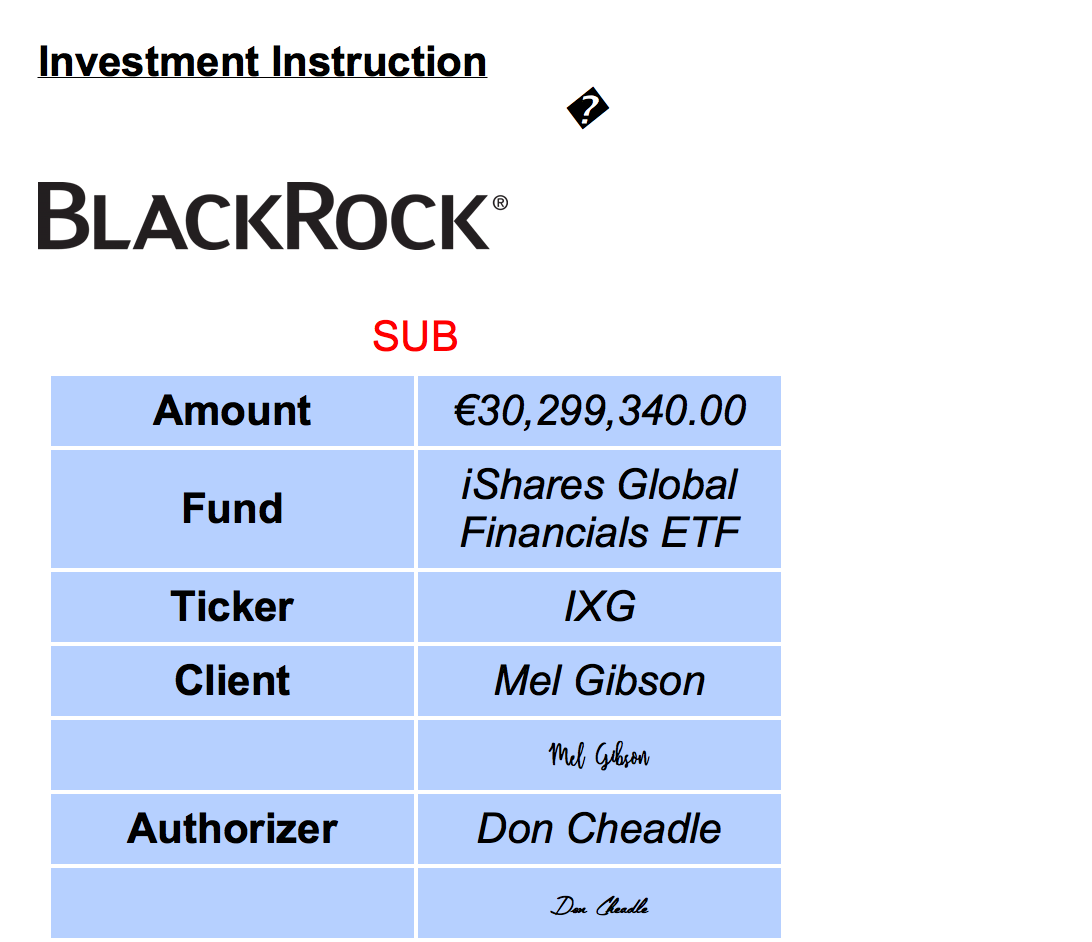 Investment Instruction
�
BLACKROCK®
SUB
Amount €30,299,340.00
Fund iShares Global
Financials ETF
Ticker IXG
Client Mel Gibson
Mel Gibson
Authorizer Don Cheadle
Don Cheadle